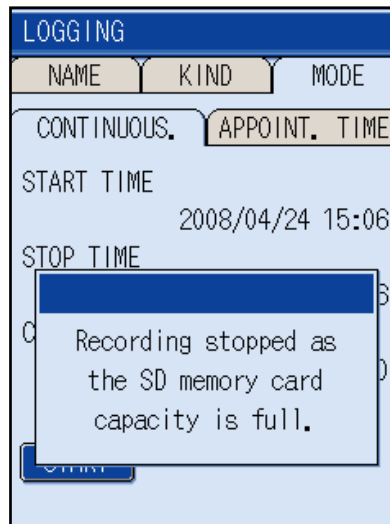 LOGGING
NAME KIND MODE
CONTINUOUS. APPOINT. TIME
START TIME
2008/04/24 15:06
STOP TIME
Recording stopped as
the SD memory card
capacity is full.
START